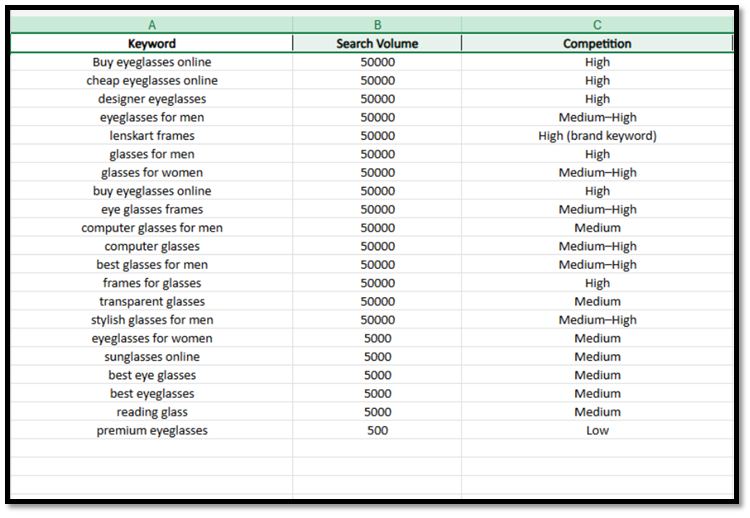 A B C
Keyword Search Volume Competition
Buy eyeglasses online 50000 High
cheap eyeglasses online 50000 High
designer eyeglasses 50000 High
eyeglasses for men 50000 Medium–High
lenskart frames 50000 High (brand keyword)
glasses for men 50000 High
glasses for women 50000 Medium–High
buy eyeglasses online 50000 High
eye glasses frames 50000 Medium–High
computer glasses for men 50000 Medium
computer glasses 50000 Medium–High
best glasses for men 50000 Medium–High
frames for glasses 50000 High
transparent glasses 50000 Medium
stylish glasses for men 50000 Medium–High
eyeglasses for women 5000 Medium
sunglasses online 5000 Medium
best eye glasses 5000 Medium
best eyeglasses 5000 Medium
reading glass 5000 Medium
premium eyeglasses 500 Low